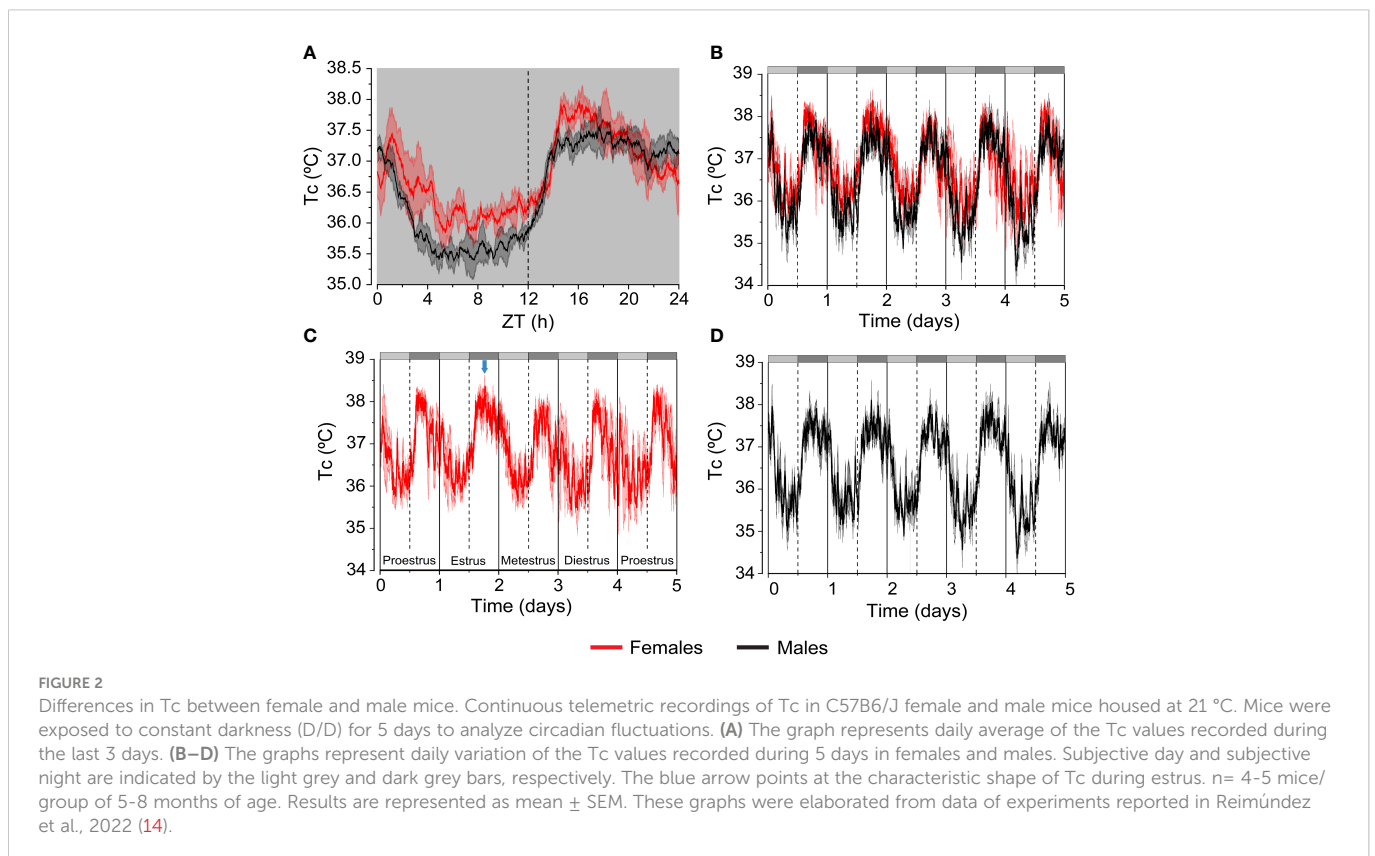 A
38.5
38.0
37.5
37.0
36.5
36.0
35.5
35.0
Tc (ºC)
0 4 8 12 16 20 24
ZT (h)
B
39
38
37
36
35
34
Tc (ºC)
0 1 2 3 4 5
Time (days)
C
39
38
37
36
35
34
Tc (ºC)
Proestrus Estrus Metestrus Diestrus Proestrus
0 1 2 3 4 5
Time (days)
D
39
38
37
36
35
34
Tc (ºC)
0 1 2 3 4 5
Time (days)
Females Males
FIGURE 2
Differences in Tc between female and male mice. Continuous telemetric recordings of Tc in C57B6/J female and male mice housed at 21 °C. Mice were
exposed to constant darkness (D/D) for 5 days to analyze circadian fluctuations. (A) The graph represents daily average of the Tc values recorded during
the last 3 days. (B–D) The graphs represent daily variation of the Tc values recorded during 5 days in females and males. Subjective day and subjective
night are indicated by the light grey and dark grey bars, respectively. The blue arrow points at the characteristic shape of Tc during estrus. n= 4-5 mice/
group of 5-8 months of age. Results are represented as mean ± SEM. These graphs were elaborated from data of experiments reported in Reimúndez
et al., 2022 (14).